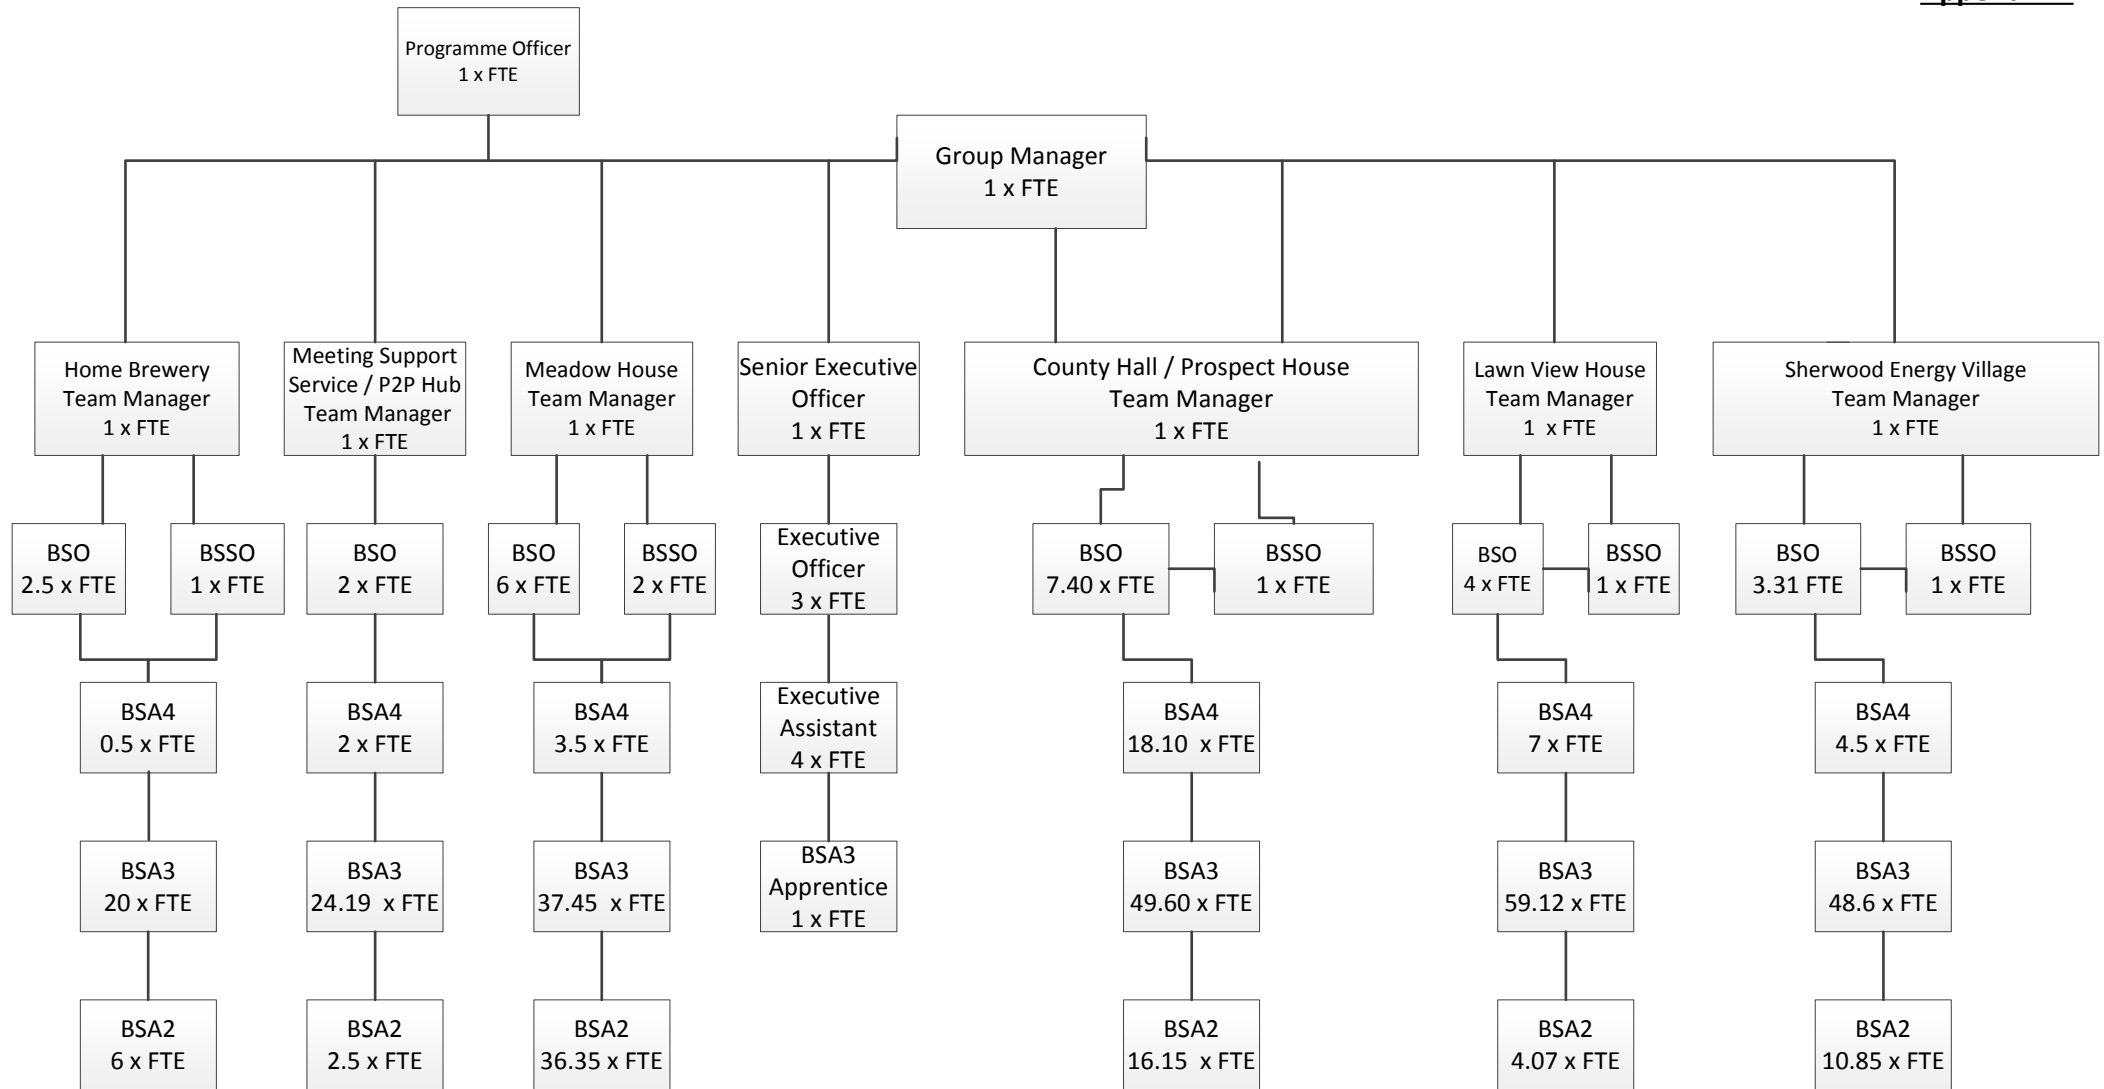 Programme Officer
1 x FTE
Group Manager
1 x FTE
Home Brewery
Team Manager
1 x FTE
Meeting Support
Service / P2P Hub
Team Manager
1 x FTE
Meadow House
Team Manager
1 x FTE
Senior Executive
Officer
1 x FTE
County Hall / Prospect House
Team Manager
1 x FTE
Lawn View House
Team Manager
1 x FTE
Sherwood Energy Village
Team Manager
1 x FTE
BSO
2.5 x FTE
BSSO
1 x FTE
BSO
2 x FTE
BSO
6 x FTE
BSSO
2 x FTE
Executive
Officer
3 x FTE
BSO
7.40 x FTE
BSSO
1 x FTE
BSO
4 x FTE
BSSO
1 x FTE
BSO
3.31 FTE
BSSO
1 x FTE
BSA4
0.5 x FTE
BSA4
2 x FTE
BSA4
3.5 x FTE
Executive
Assistant
4 x FTE
BSA4
18.10 x FTE
BSA4
7 x FTE
BSA4
4.5 x FTE
BSA3
20 x FTE
BSA3
24.19 x FTE
BSA3
37.45 x FTE
BSA3
Apprentice
1 x FTE
BSA3
49.60 x FTE
BSA3
59.12 x FTE
BSA3
48.6 x FTE
BSA2
6 x FTE
BSA2
2.5 x FTE
BSA2
36.35 x FTE
BSA2
16.15 x FTE
BSA2
4.07 x FTE
BSA2
10.85 x FTE